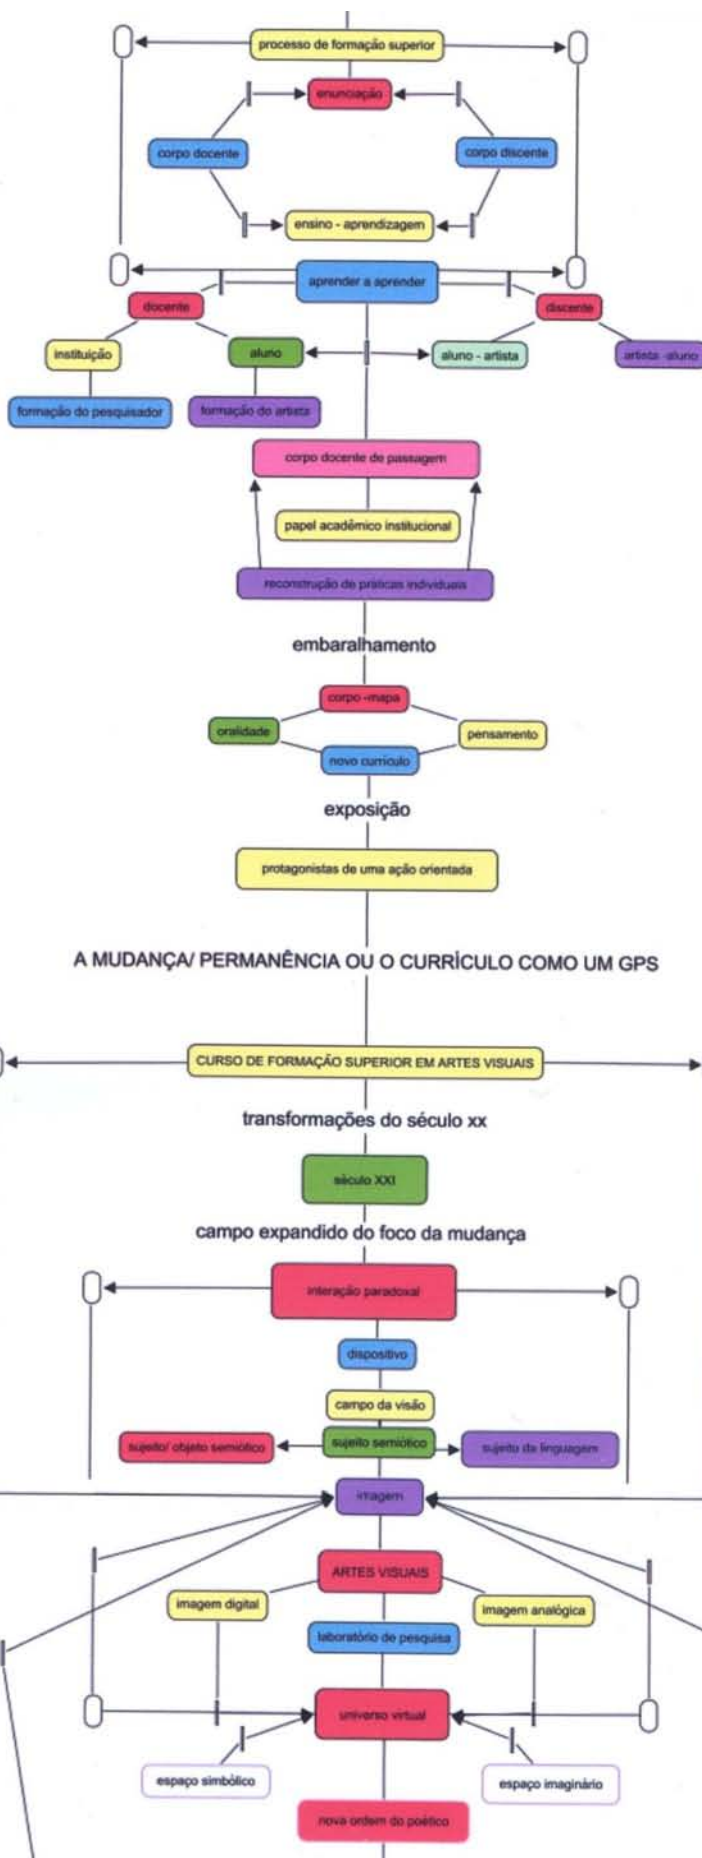 processo de formação superior
enunciação
corpo docente
corpo discente
ensino - aprendizagem
aprender a aprender
docente
discente
instituição
aluno
aluno - artista
artista -aluno
formação do pesquisador
formação do artista
corpo docente de passagem
papel acadêmico institucional
reconstrução de práticas individuais
embaralhamento
corpo -mapa
oralidade
pensamento
novo currículo
exposição
protagonistas de uma ação orientada
A MUDANÇA/ PERMANÊNCIA OU O CURRÍCULO COMO UM GPS
CURSO DE FORMAÇÃO SUPERIOR EM ARTES VISUAIS
transformações do século xx
século XXI
campo expandido do foco da mudança
interação paradoxal
dispositivo
campo da visão
sujeito/ objeto semiótico
sujeito semiótico
sujeito da linguagem
imagem
ARTES VISUAIS
imagem digital
imagem analógica
laboratório de pesquisa
universo virtual
espaço simbólico
espaço imaginário
nova ordem do poético